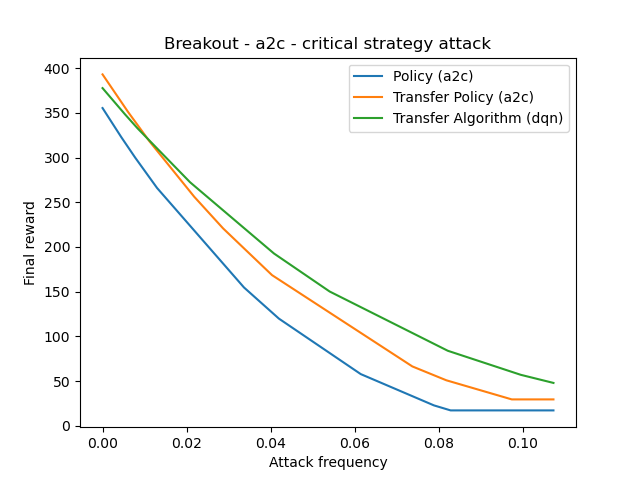 Breakout - a2c - critical strategy attack
Policy (a2c)
Transfer Policy (a2c)
Transfer Algorithm (dqn)
Final reward
400
350
300
250
200
150
100
50
0
0.00 0.02 0.04 0.06 0.08 0.10
Attack frequency